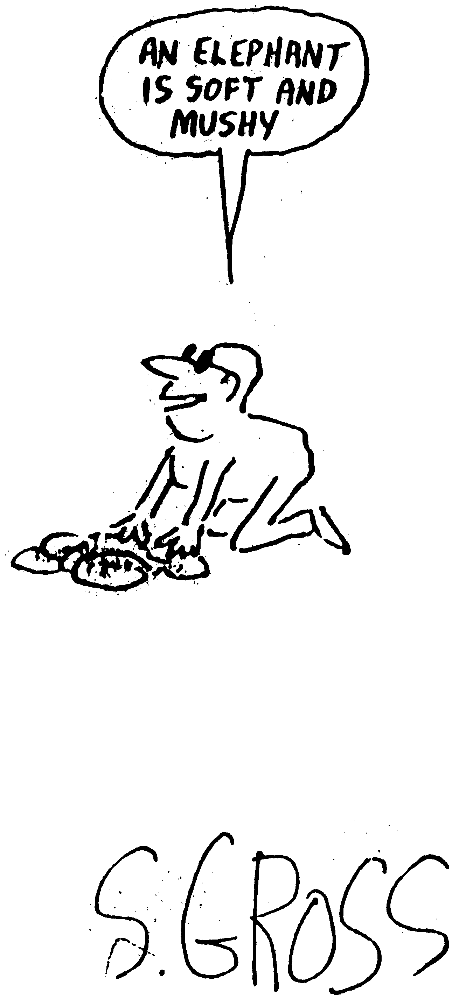 AN ELEPHANT
IS SOFT AND
MUSHY
S. GROSS